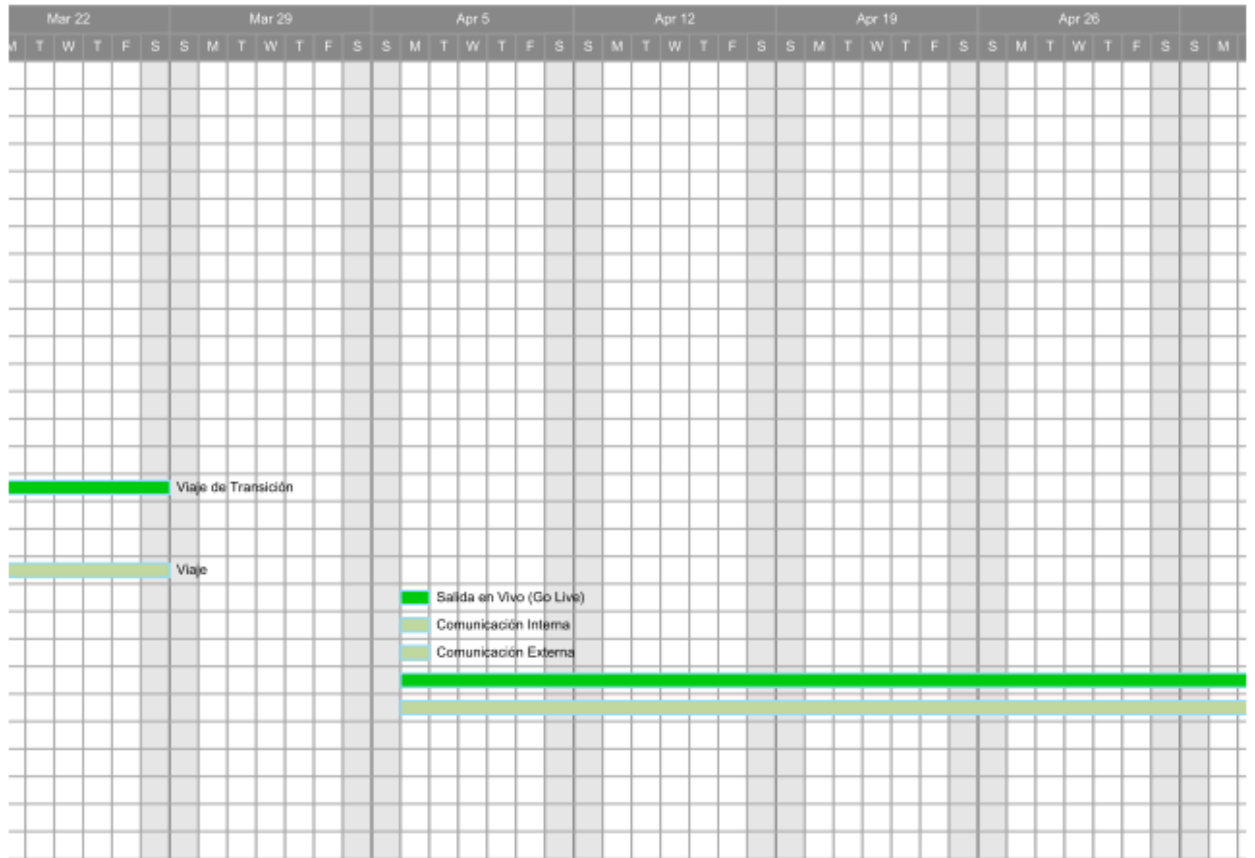 Mar 22 Mar 29 Apr 5 Apr 12 Apr 19 Apr 26
M T W T F S S M T W T F S S M T W T F S S M T W T F S S M T W T F S S M T W T F S S M
Viaje de Transición
Viaje
Salida en Vivo (Go Live)
Comunicación Interna
Comunicación Externa